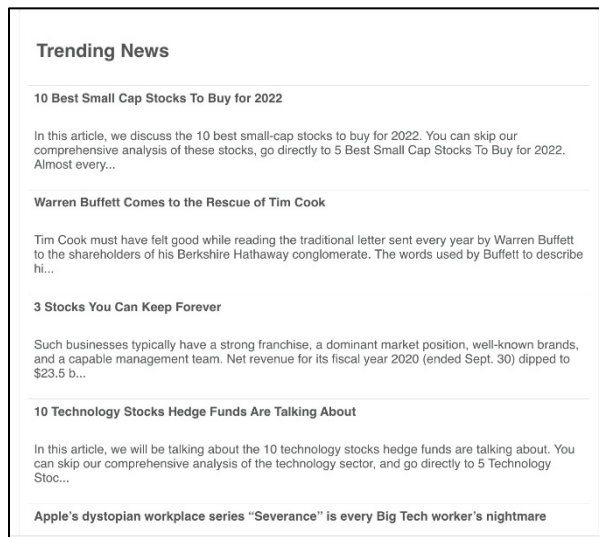 Trending News
10 Best Small Cap Stocks To Buy for 2022
In this article, we discuss the 10 best small-cap stocks to buy for 2022. You can skip our
comprehensive analysis of these stocks, go directly to 5 Best Small Cap Stocks To Buy for 2022.
Almost every...
Warren Buffett Comes to the Rescue of Tim Cook
Tim Cook must have felt good while reading the traditional letter sent every year by Warren Buffett
to the shareholders of his Berkshire Hathaway conglomerate. The words used by Buffett to describe
hi...
3 Stocks You Can Keep Forever
Such businesses typically have a strong franchise, a dominant market position, well-known brands,
and a capable management team. Net revenue for its fiscal year 2020 (ended Sept. 30) dipped to
$23.5 b...
10 Technology Stocks Hedge Funds Are Talking About
In this article, we will be talking about the 10 technology stocks hedge funds are talking about. You
can skip our comprehensive analysis of the technology sector, and go directly to 5 Technology
Stoc...
Apple’s dystopian workplace series “Severance” is every Big Tech worker’s nightmare